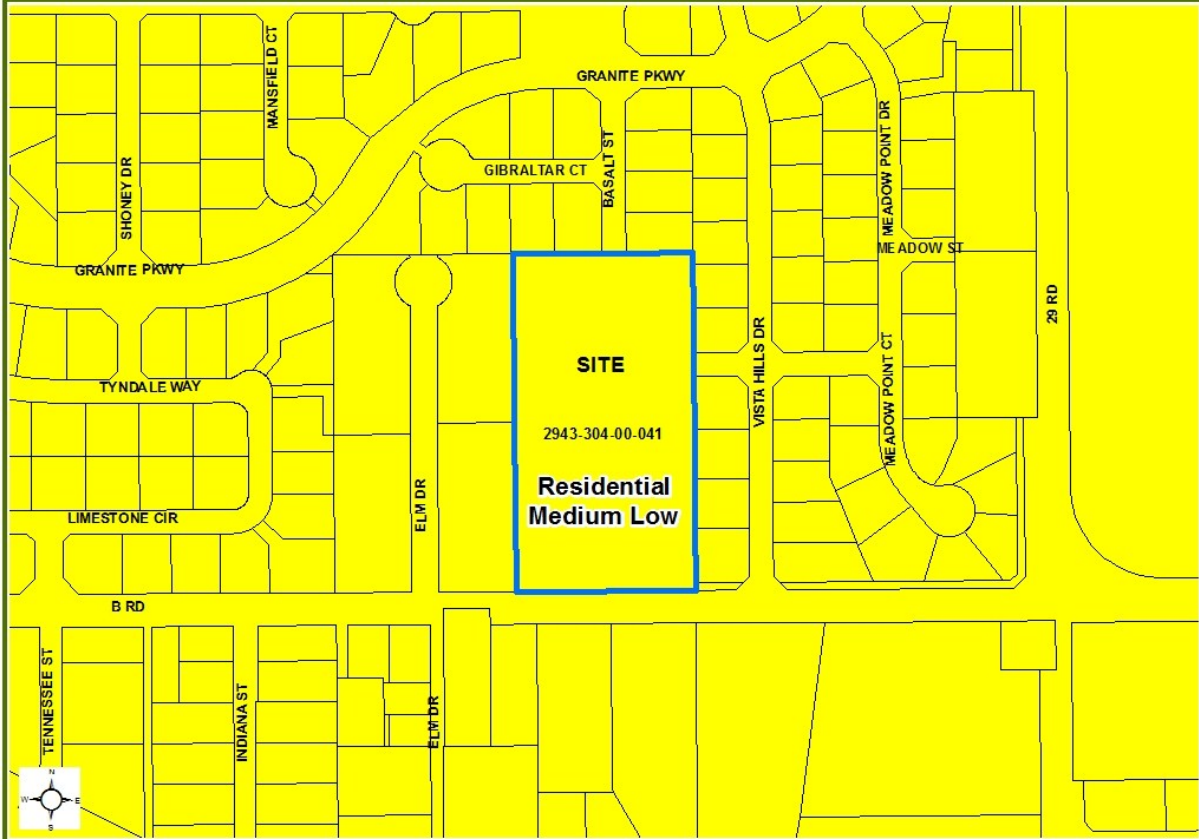 MANSFIELD CT
GRANITE PKWY
SHONEY DR
BASALT ST
GIBRALTAR CT
MEADOW POINT DR
MEADOW ST
GRANITE PKWY
29 RD
SITE
VISTA HILLS DR
TYNDALE WAY
MEADOW POINT CT
2943-304-00-041
Residential
Medium Low
ELM DR
LIMESTONE CIR
B RD
TENNESSEE ST
INDIANA ST
ELM DR
N
W
E
S